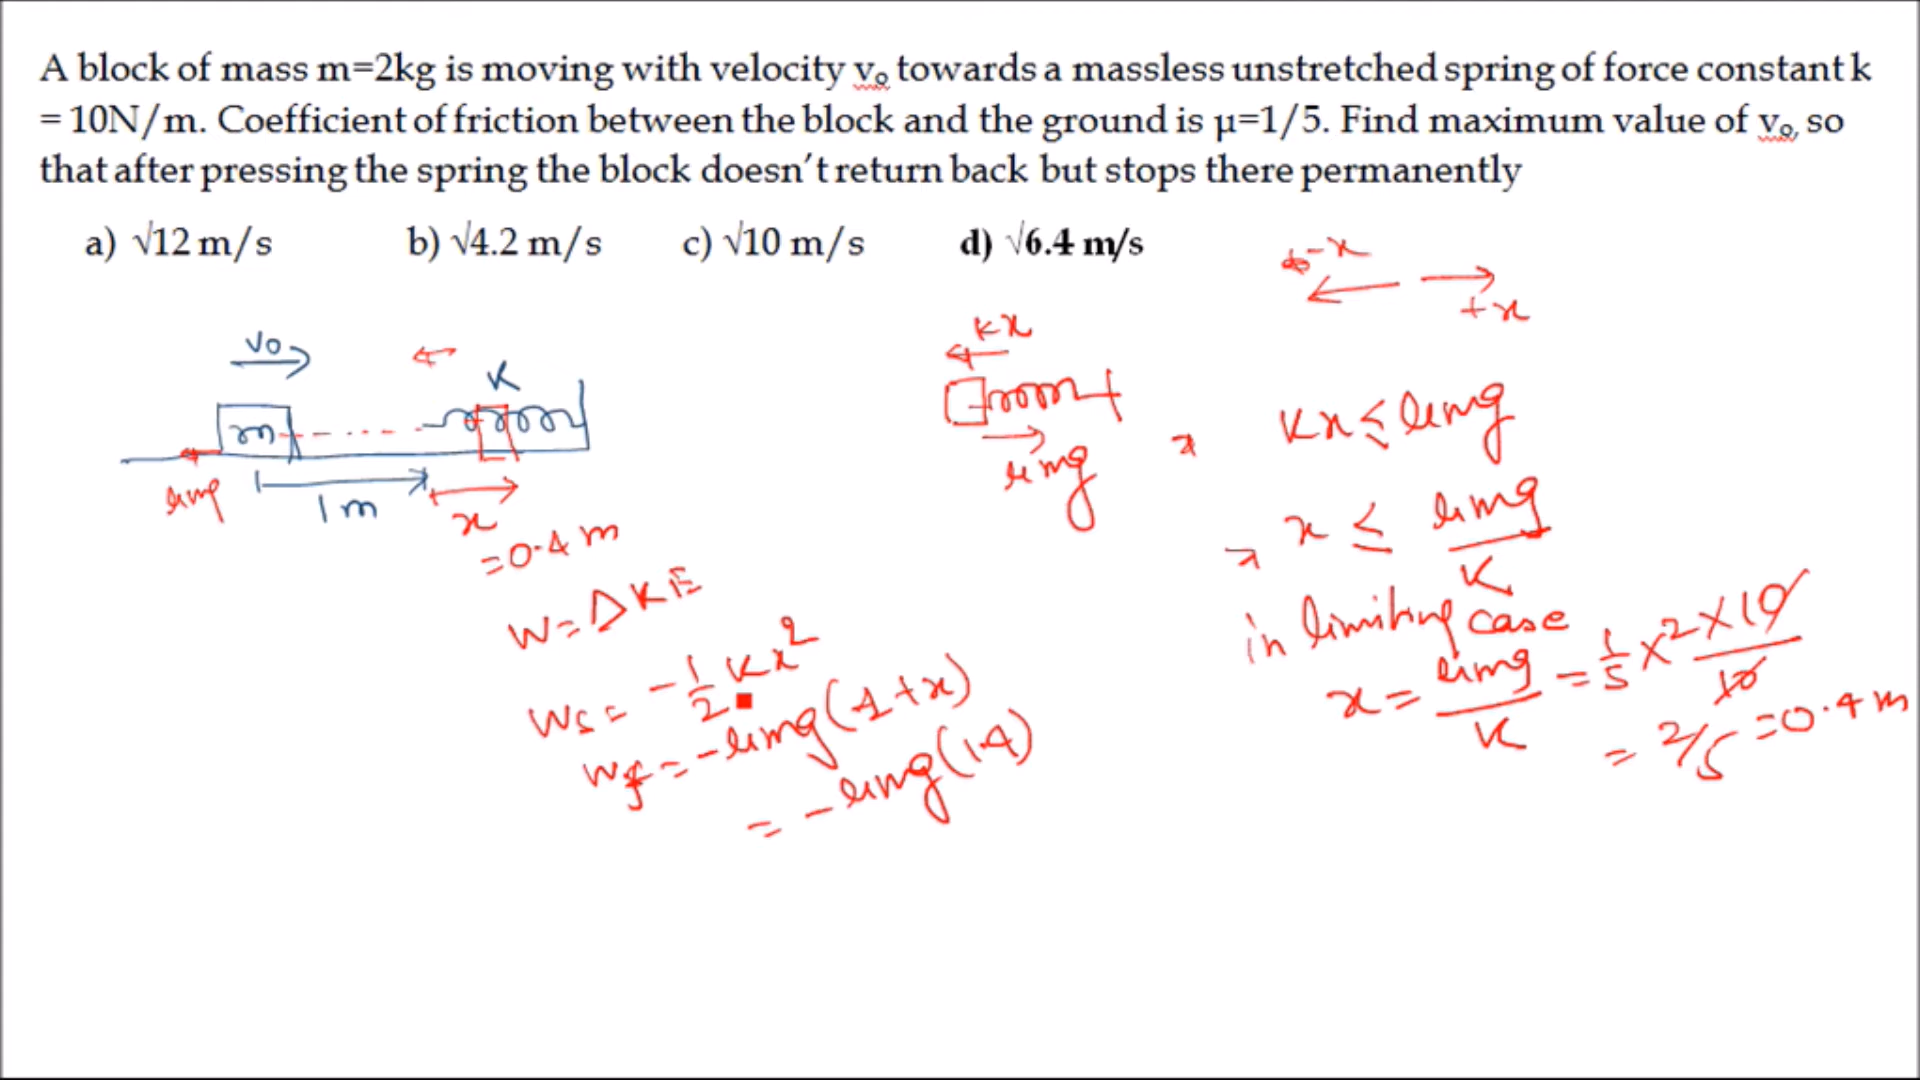 A block of mass m=2kg is moving with velocity vₒ towards a massless unstretched spring of force constant k
= 10N/m. Coefficient of friction between the block and the ground is μ=1/5. Find maximum value of vₒ, so
that after pressing the spring the block doesn't return back but stops there permanently
a) √12 m/s b) √4.2 m/s c) √10 m/s d) √6.4 m/s
-x
+x
v₀
K
m
μmg
1m
x
=0.4 m
kx
μmg
Kx ≤ μmg
x ≤ μmg/K
in limiting case
x = μmg/K = 1/5 × 2 × 10/10
= 2/5 = 0.4 m
W = ΔKE
Ws = -1/2 Kx²
Wf = -μmg(1+x)
= -μmg(1.4)